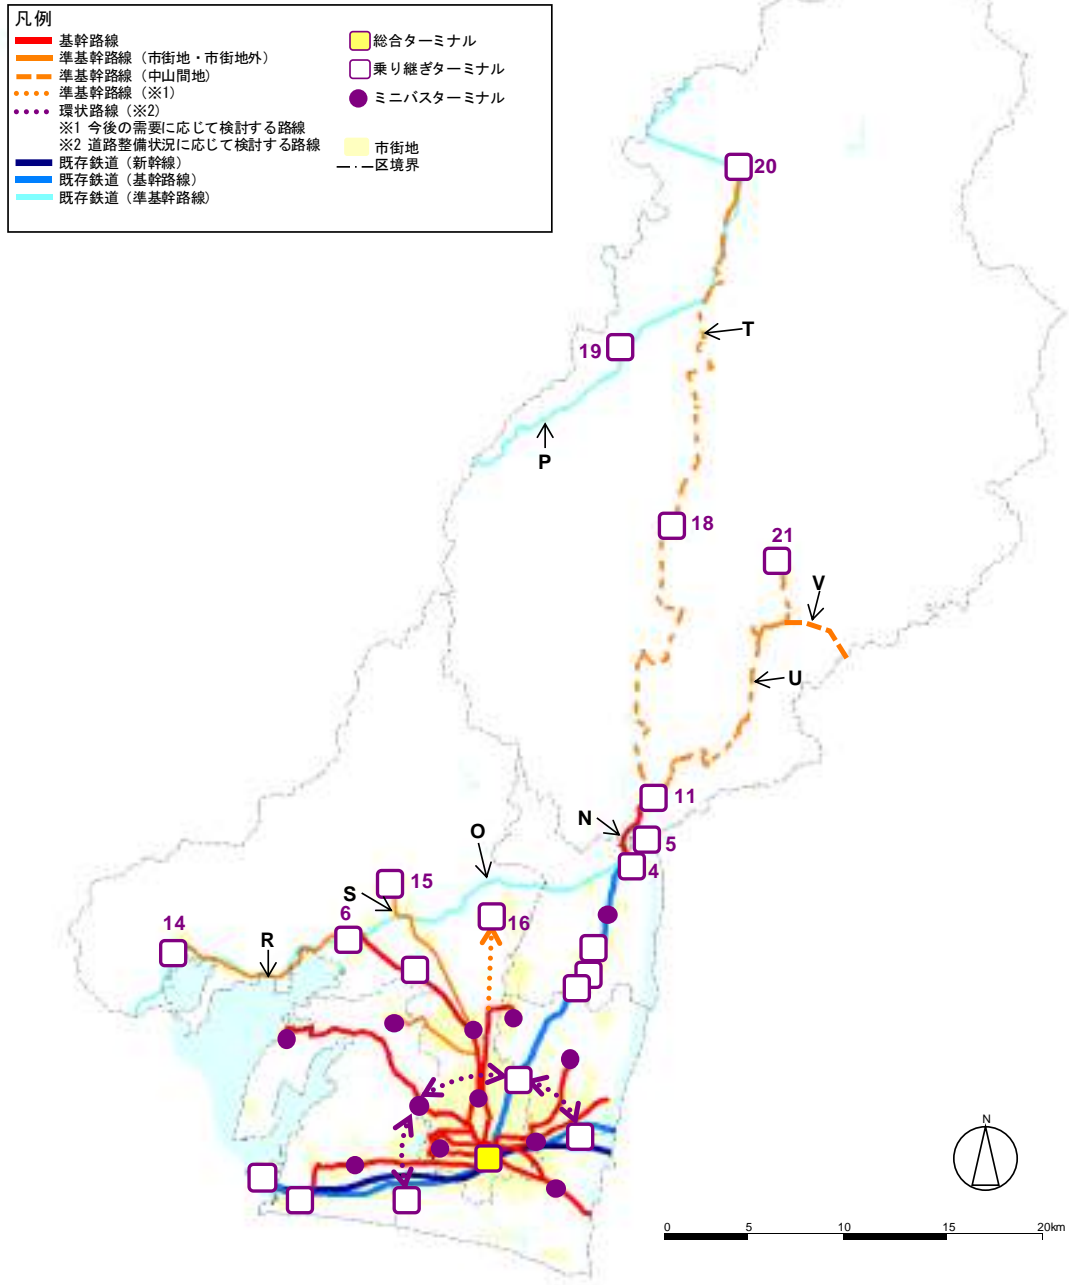 凡例
基幹路線
準基幹路線（市街地・市街地外）
準基幹路線（中山間地）
準基幹路線（※1）
環状路線（※2）
※1 今後の需要に応じて検討する路線
※2 道路整備状況に応じて検討する路線
既存鉄道（新幹線）
既存鉄道（基幹路線）
既存鉄道（準基幹路線）
総合ターミナル
乗り継ぎターミナル
ミニバスターミナル
市街地
区境界
20
T
19
P
18
21
V
U
11
N
5
O
4
15
S
6
16
14
R
N
0 5 10 15 20km